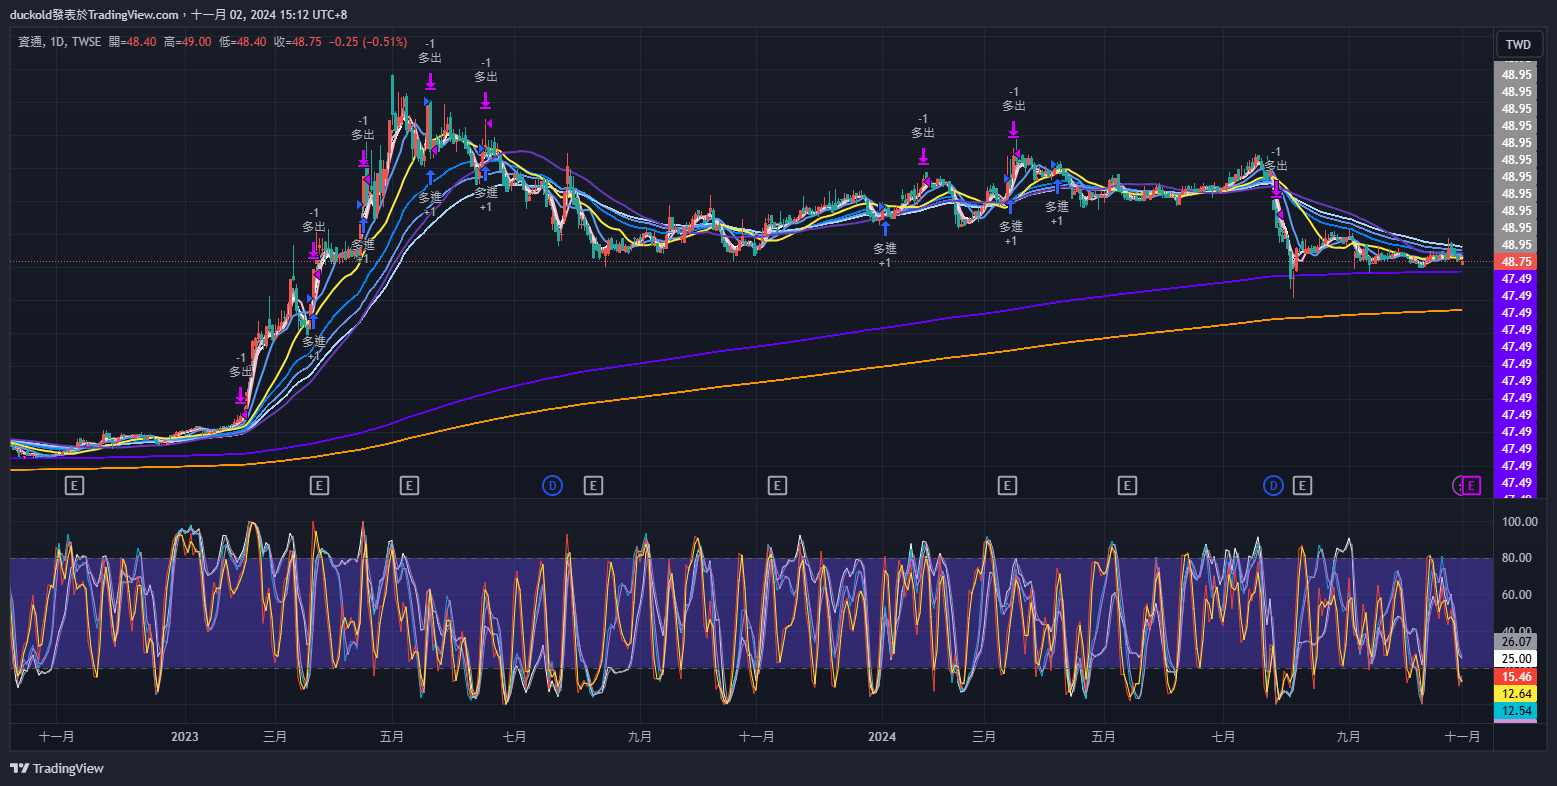 duckold發表於TradingView.com，十一月 02, 2024 15:12 UTC+8
資通, 1D, TWSE 開=48.40 高=49.00 低=48.40 收=48.75 −0.25 (−0.51%)
TWD
-1
多出
-1
多出
-1
多出
-1
多出
-1
多出
-1
多出
-1
多出
-1
多出
多進
+1
多進
+1
多進
+1
多進
+1
多進
+1
多進
+1
多進
+1
48.95
48.95
48.95
48.95
48.95
48.95
48.95
48.95
48.95
48.95
48.95
48.75
47.49
47.49
47.49
47.49
47.49
47.49
47.49
47.49
47.49
47.49
47.49
47.49
47.49
E E E D E E E E D E E
100.00
80.00
60.00
40.00
26.07
25.00
15.46
12.64
12.54
十一月 2023 三月 五月 七月 九月 十一月 2024 三月 五月 七月 九月 十一月
TradingView